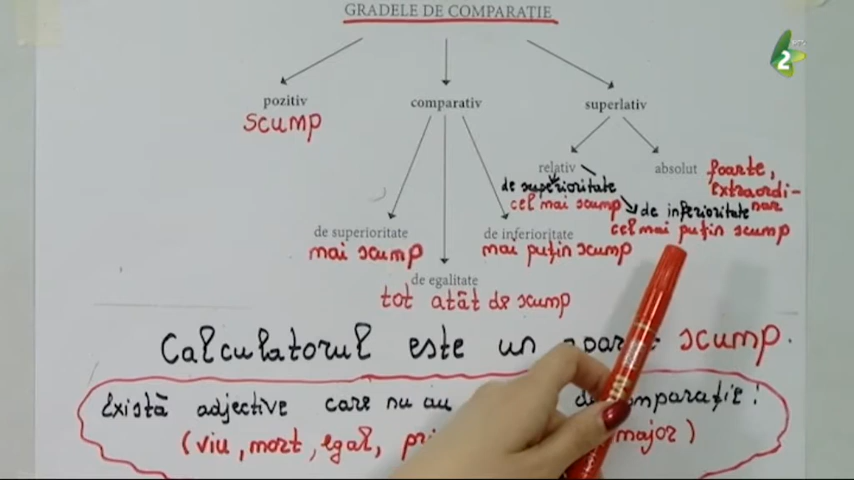 GRADELE DE COMPARATIE
2
pozitiv
comparativ
superlativ
scump
relativ
absolut foarte,
extraordi-
nar
de superioritate
cel mai scump
de inferioritate
cel mai puțin scump
de superioritate
mai scump
de inferioritate
mai puțin scump
de egalitate
tot atât de scump
Calculatorul este un scump.
Există adjective care nu au :
(viu, mort, egal, major)